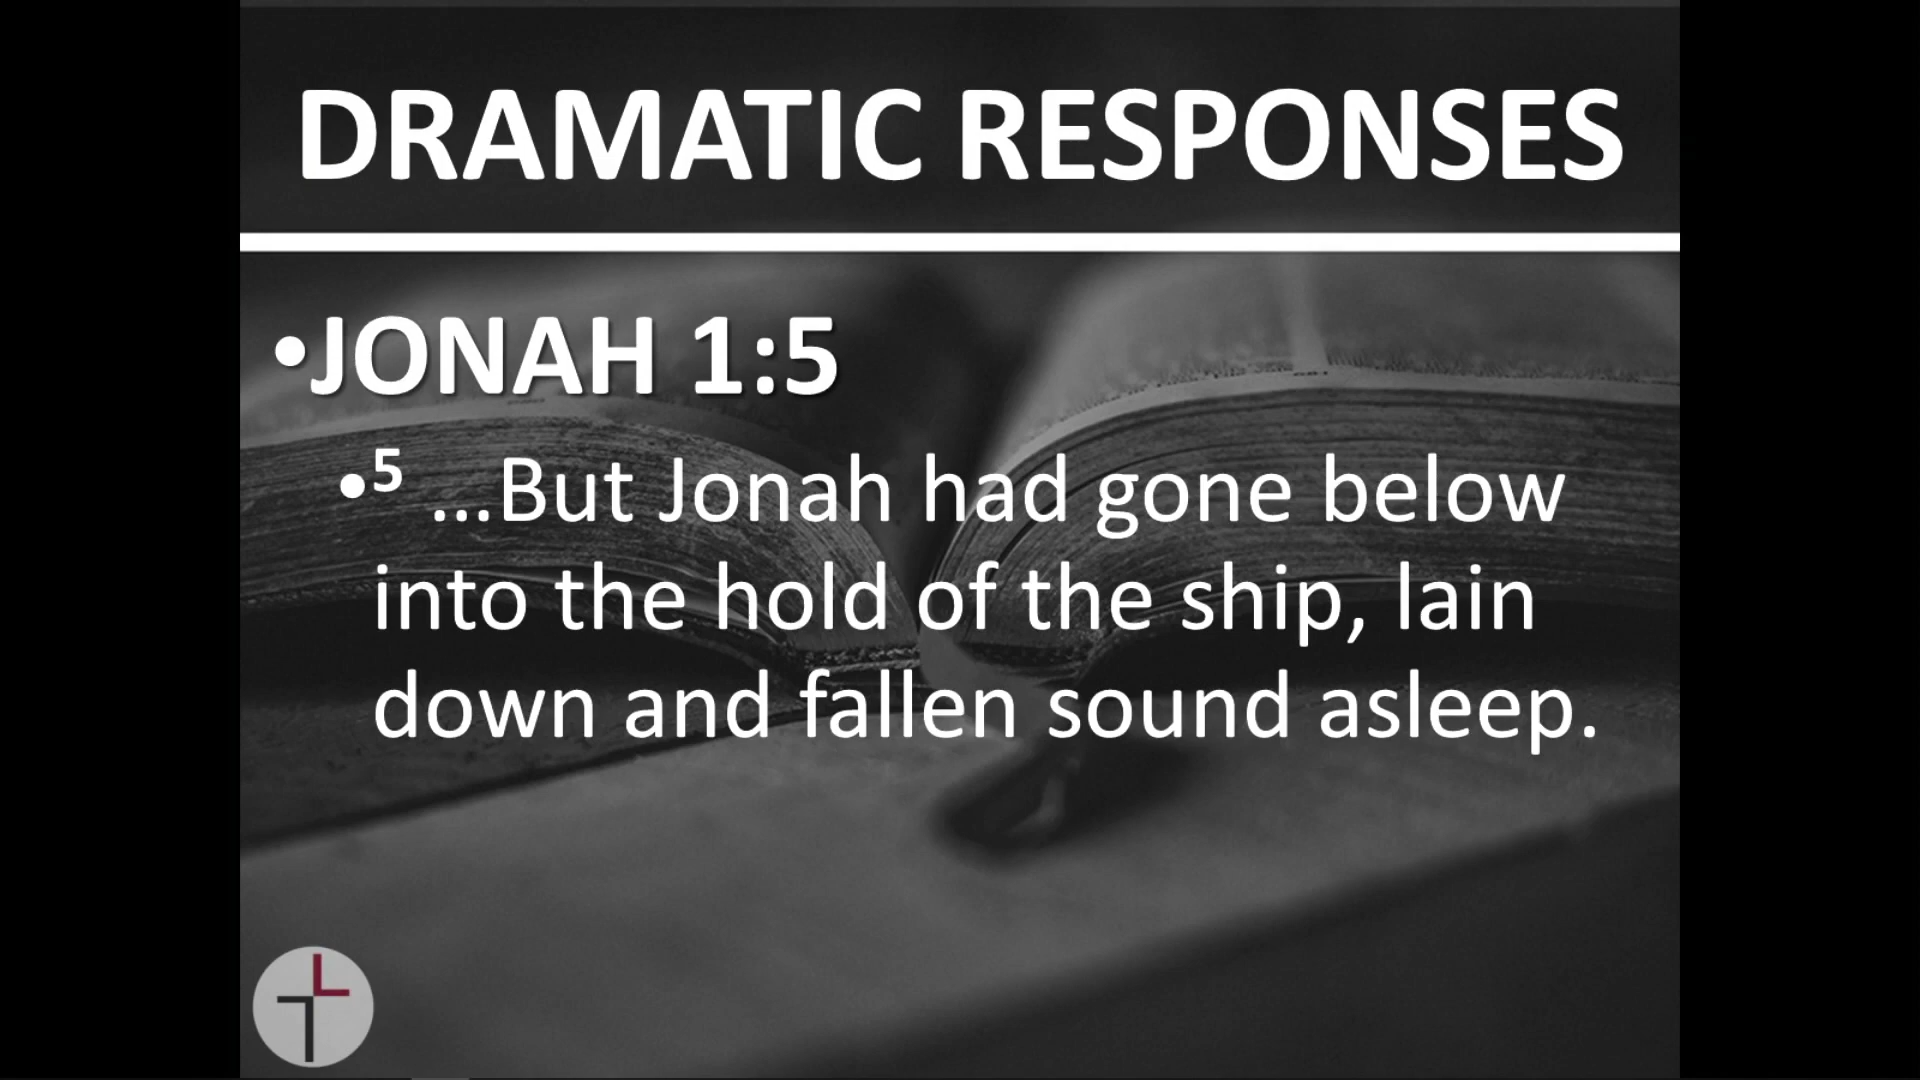 DRAMATIC RESPONSES
•JONAH 1:5
•⁵ …But Jonah had gone below
into the hold of the ship, lain
down and fallen sound asleep.